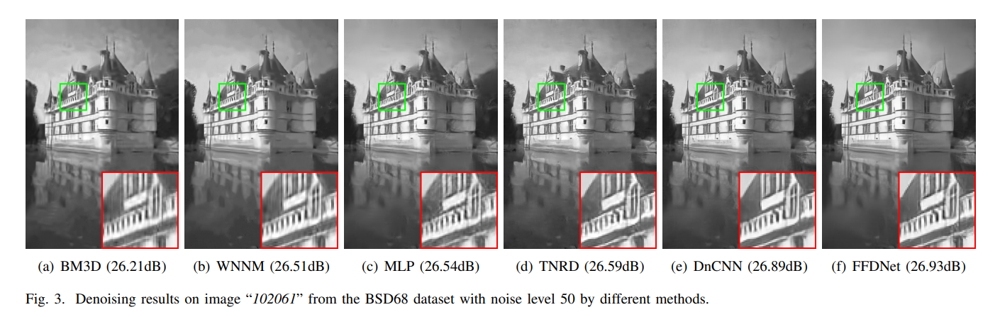 (a) BM3D (26.21dB) (b) WNNM (26.51dB) (c) MLP (26.54dB) (d) TNRD (26.59dB) (e) DnCNN (26.89dB) (f) FFDNet (26.93dB)
Fig. 3. Denoising results on image “102061” from the BSD68 dataset with noise level 50 by different methods.